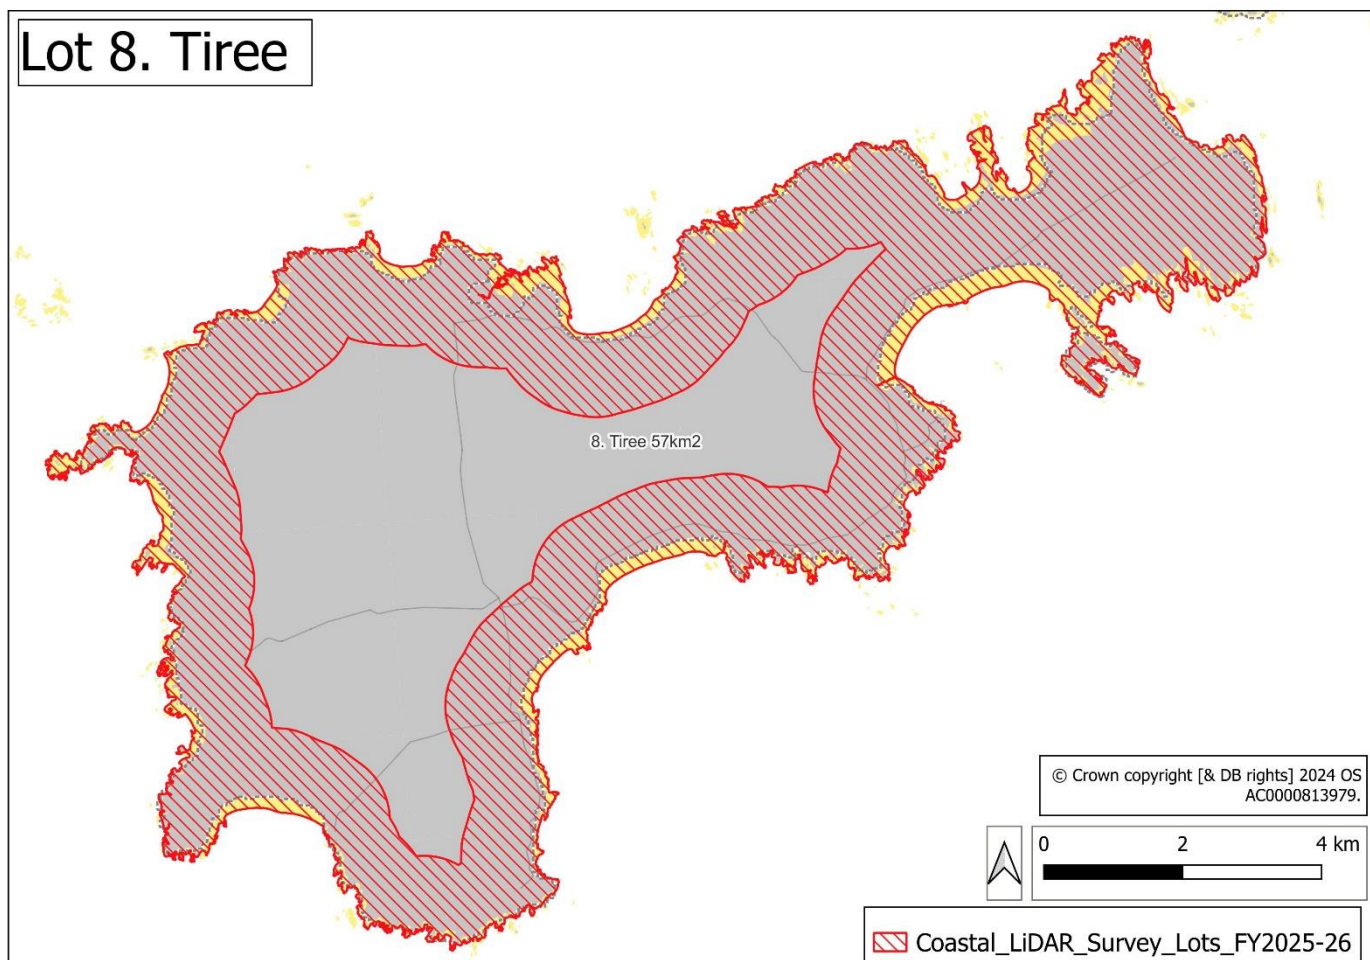 Lot 8. Tiree
8. Tiree 57km2
© Crown copyright [& DB rights] 2024 OS
AC0000813979.
0 2 4 km
Coastal_LiDAR_Survey_Lots_FY2025-26